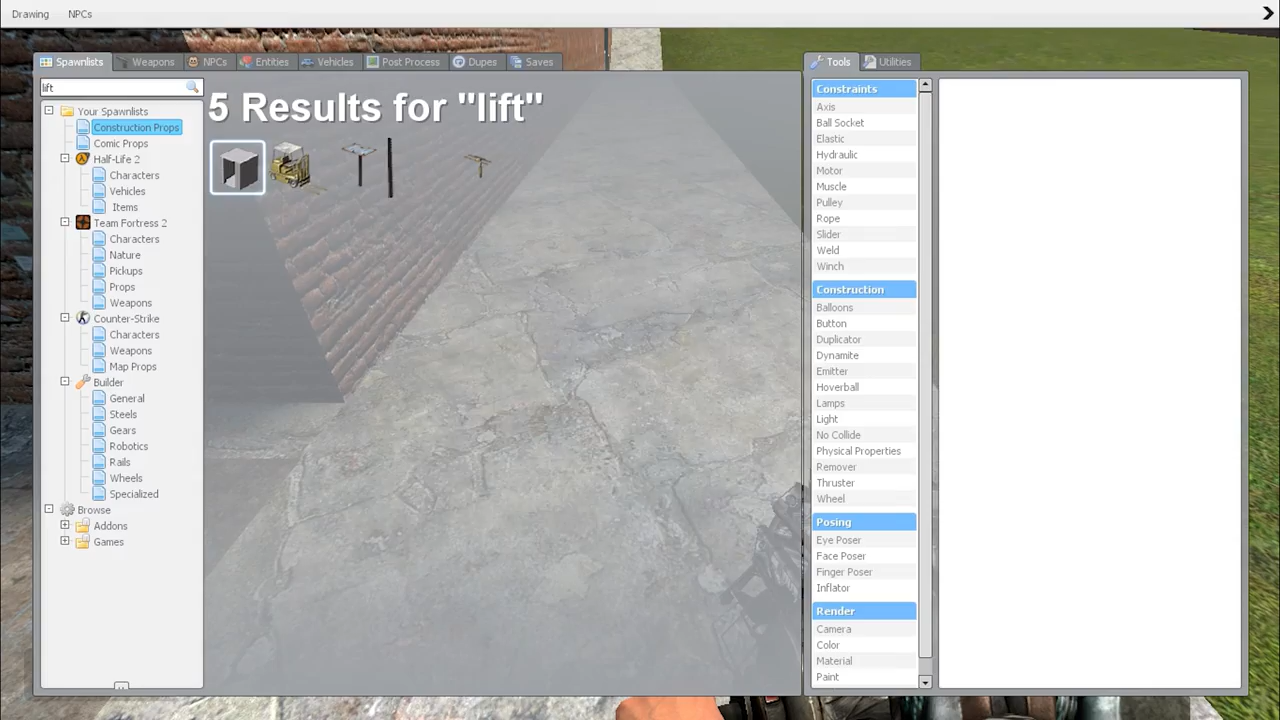 Drawing NPCs
Spawnlists Weapons NPCs Entities Vehicles Post Process Dupes Saves
lift
5 Results for "lift"
Your Spawnlists
Construction Props
Comic Props
Half-Life 2
Characters
Vehicles
Items
Team Fortress 2
Characters
Nature
Pickups
Props
Weapons
Counter-Strike
Characters
Weapons
Map Props
Builder
General
Steels
Gears
Robotics
Rails
Wheels
Specialized
Browse
Addons
Games
Tools Utilities
Constraints
Axis
Ball Socket
Elastic
Hydraulic
Motor
Muscle
Pulley
Rope
Slider
Weld
Winch
Construction
Balloons
Button
Duplicator
Dynamite
Emitter
Hoverball
Lamps
Light
No Collide
Physical Properties
Remover
Thruster
Wheel
Posing
Eye Poser
Face Poser
Finger Poser
Inflator
Render
Camera
Color
Material
Paint